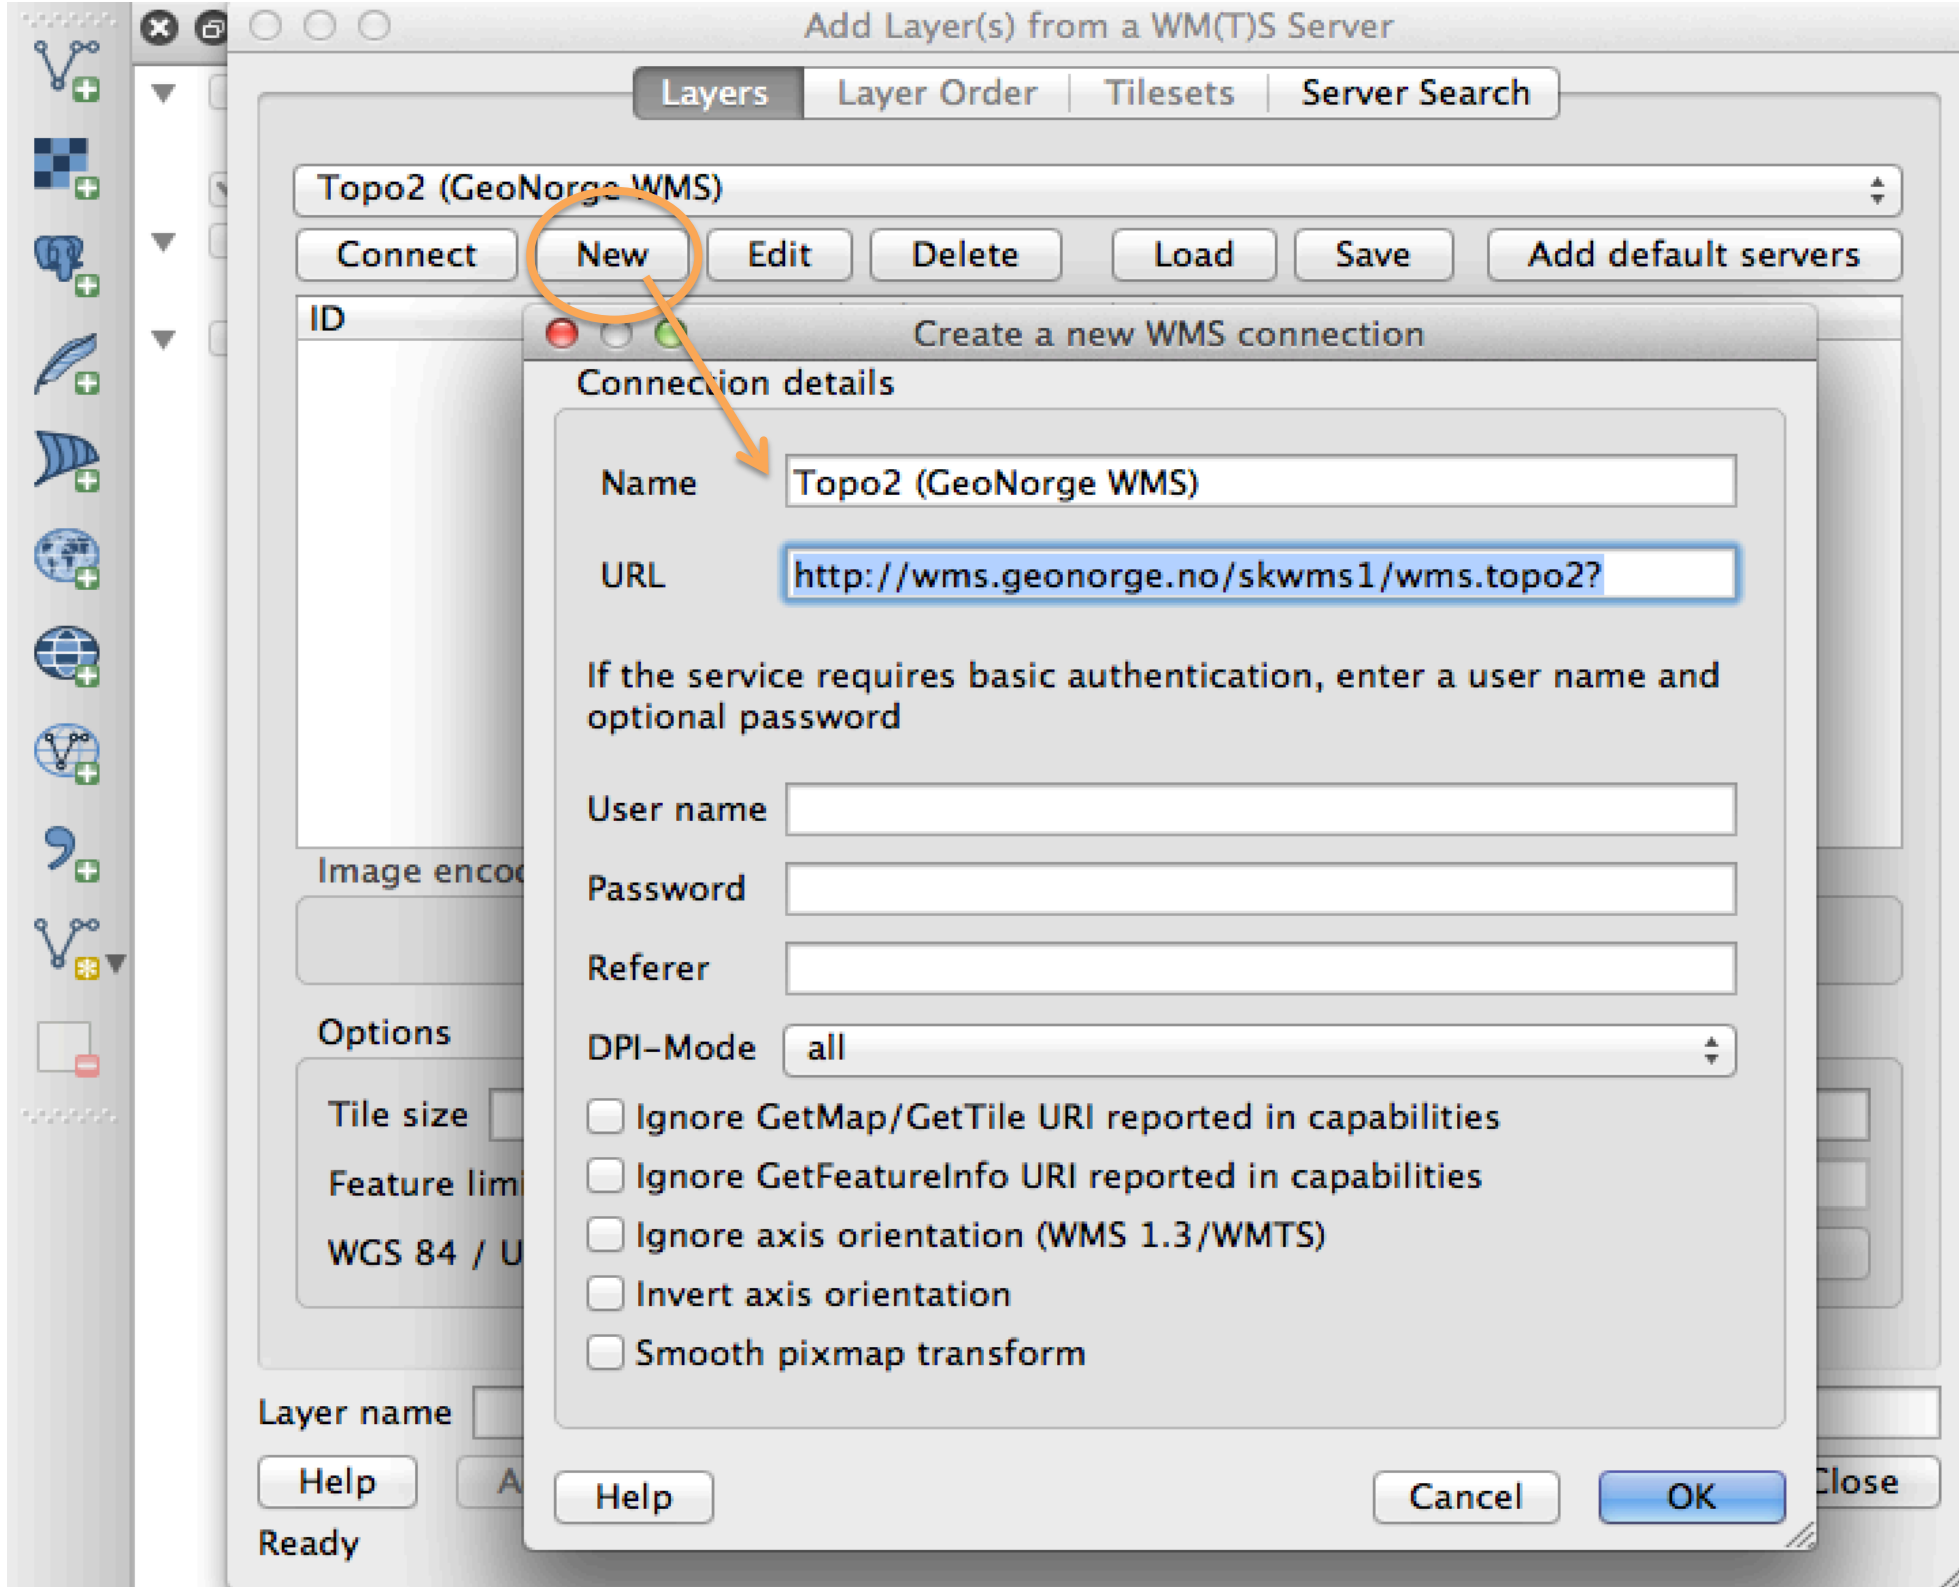 Add Layer(s) from a WM(T)S Server
Layers Layer Order Tilesets Server Search
Topo2 (GeoNorge WMS)
Connect New Edit Delete Load Save Add default servers
ID
Create a new WMS connection
Connection details
Name Topo2 (GeoNorge WMS)
URL http://wms.geonorge.no/skwms1/wms.topo2?
If the service requires basic authentication, enter a user name and
optional password
User name
Password
Image encod
Referer
Options
DPI-Mode all
Tile size
Ignore GetMap/GetTile URI reported in capabilities
Feature limi
Ignore GetFeatureInfo URI reported in capabilities
WGS 84 / U
Ignore axis orientation (WMS 1.3/WMTS)
Invert axis orientation
Smooth pixmap transform
Layer name
Help A Close
Help Cancel OK
Ready